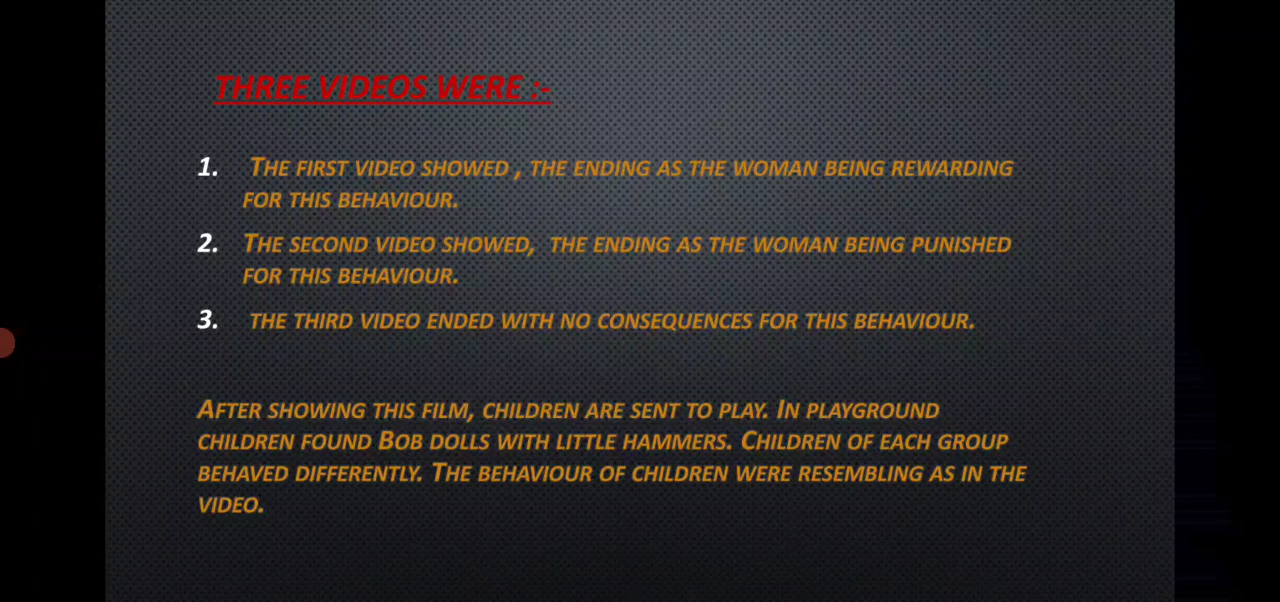 THREE VIDEOS WERE :-
1. THE FIRST VIDEO SHOWED , THE ENDING AS THE WOMAN BEING REWARDING
FOR THIS BEHAVIOUR.
2. THE SECOND VIDEO SHOWED, THE ENDING AS THE WOMAN BEING PUNISHED
FOR THIS BEHAVIOUR.
3. THE THIRD VIDEO ENDED WITH NO CONSEQUENCES FOR THIS BEHAVIOUR.
AFTER SHOWING THIS FILM, CHILDREN ARE SENT TO PLAY. IN PLAYGROUND
CHILDREN FOUND BOB DOLLS WITH LITTLE HAMMERS. CHILDREN OF EACH GROUP
BEHAVED DIFFERENTLY. THE BEHAVIOUR OF CHILDREN WERE RESEMBLING AS IN THE
VIDEO.